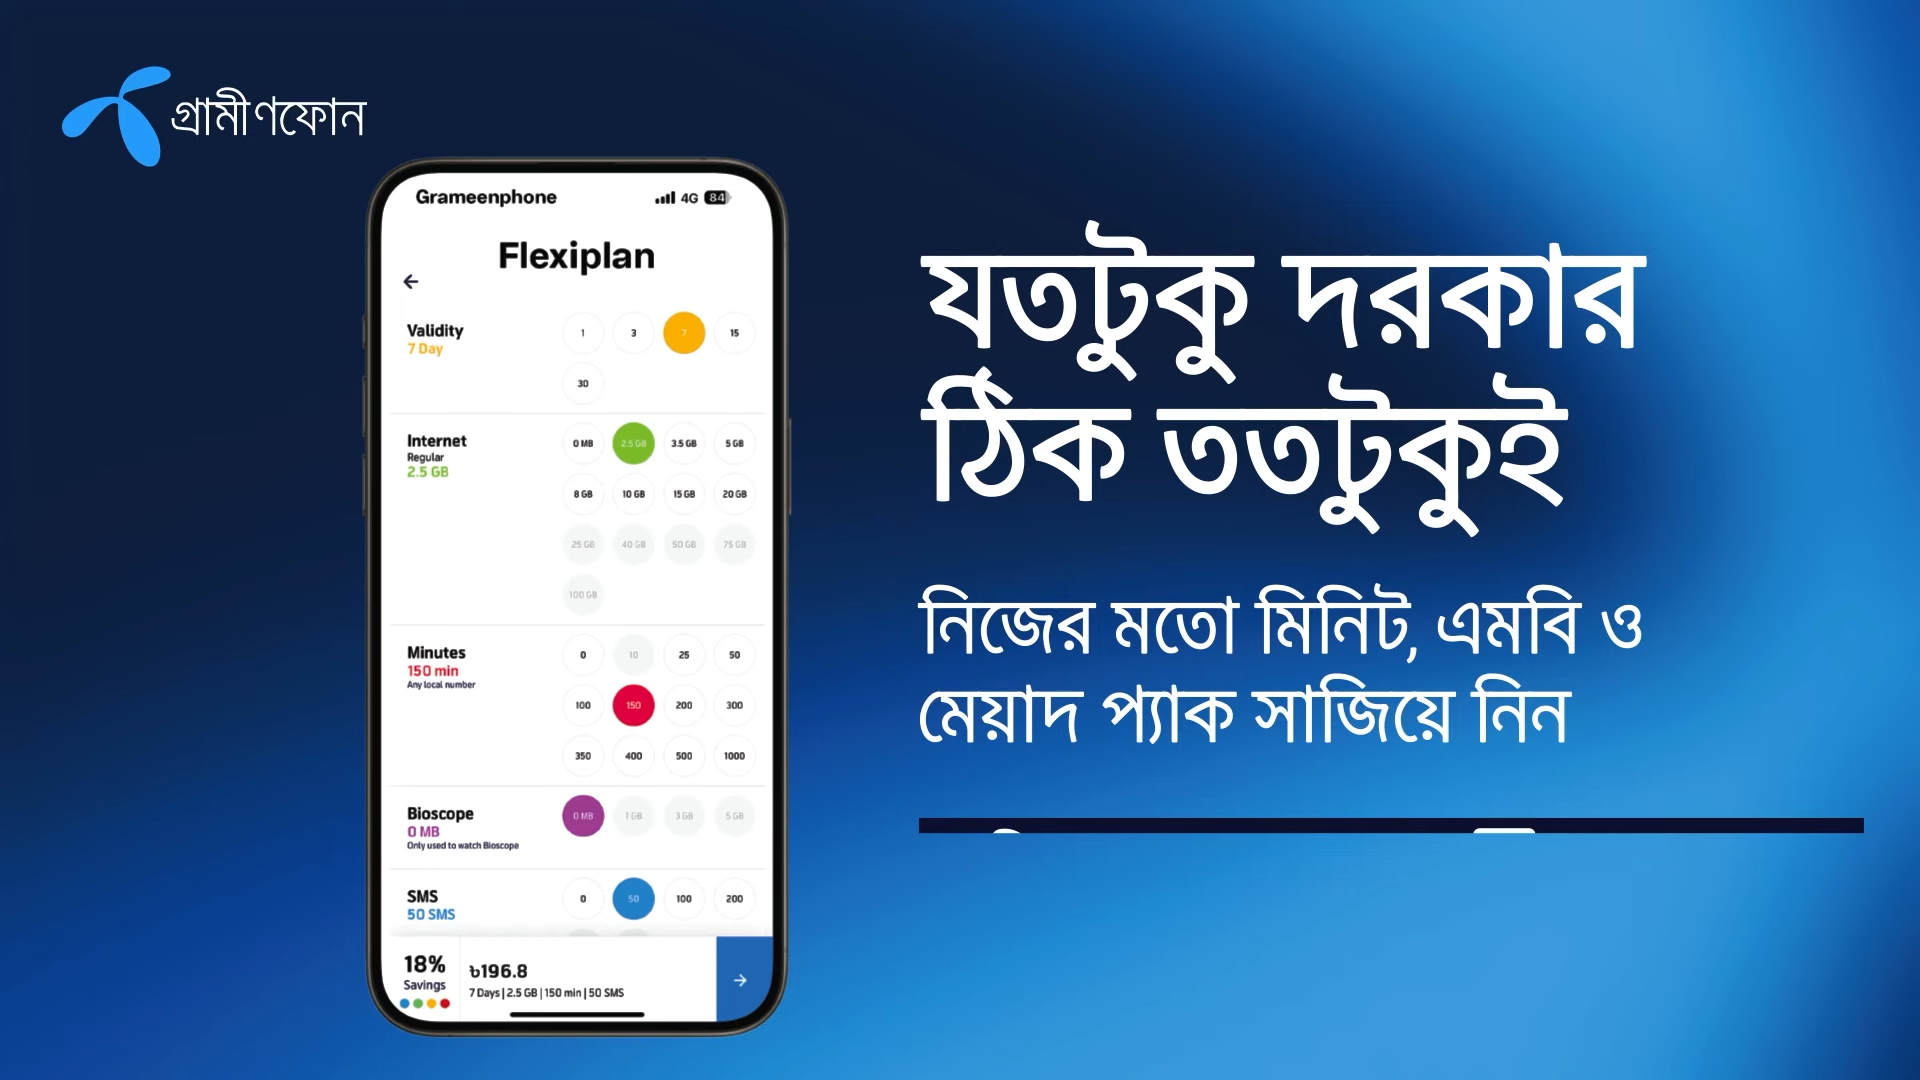 গ্রামীণফোন
Grameenphone 4G 84
Flexiplan
Validity 1 3 7 15
7 Day
30
Internet 0 MB 2.5 GB 3.5 GB 5 GB
Regular
2.5 GB
8 GB 10 GB 15 GB 20 GB
25 GB 40 GB 50 GB 75 GB
100 GB
Minutes 0 10 25 50
150 min
Any local number
100 150 200 300
350 400 500 1000
Bioscope 0 MB 1 GB 3 GB 5 GB
0 MB
Only used to watch Bioscope
SMS 0 50 100 200
50 SMS
18% ৳196.8
Savings 7 Days | 2.5 GB | 150 min | 50 SMS
যতটুকু দরকার
ঠিক ততটুকুই
নিজের মতো মিনিট, এমবি ও
মেয়াদ প্যাক সাজিয়ে নিন